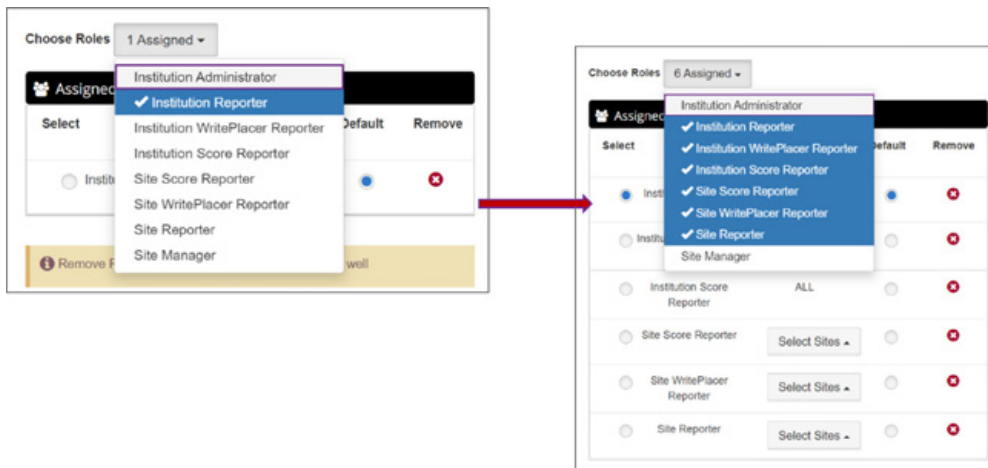 Choose Roles 1 Assigned
Assigned
Select Default Remove
Instit
Institution Administrator
Institution Reporter
Institution WritePlacer Reporter
Institution Score Reporter
Site Score Reporter
Site WritePlacer Reporter
Site Reporter
Site Manager
Remove well
Choose Roles 6 Assigned
Assigned
Select Default Remove
Institution Administrator
Institution Reporter
Institution WritePlacer Reporter
Institution Score Reporter
Site Score Reporter
Site WritePlacer Reporter
Site Reporter
Site Manager
Institution Score ALL
Reporter
Site Score Reporter Select Sites
Site WritePlacer Select Sites
Reporter
Site Reporter Select Sites